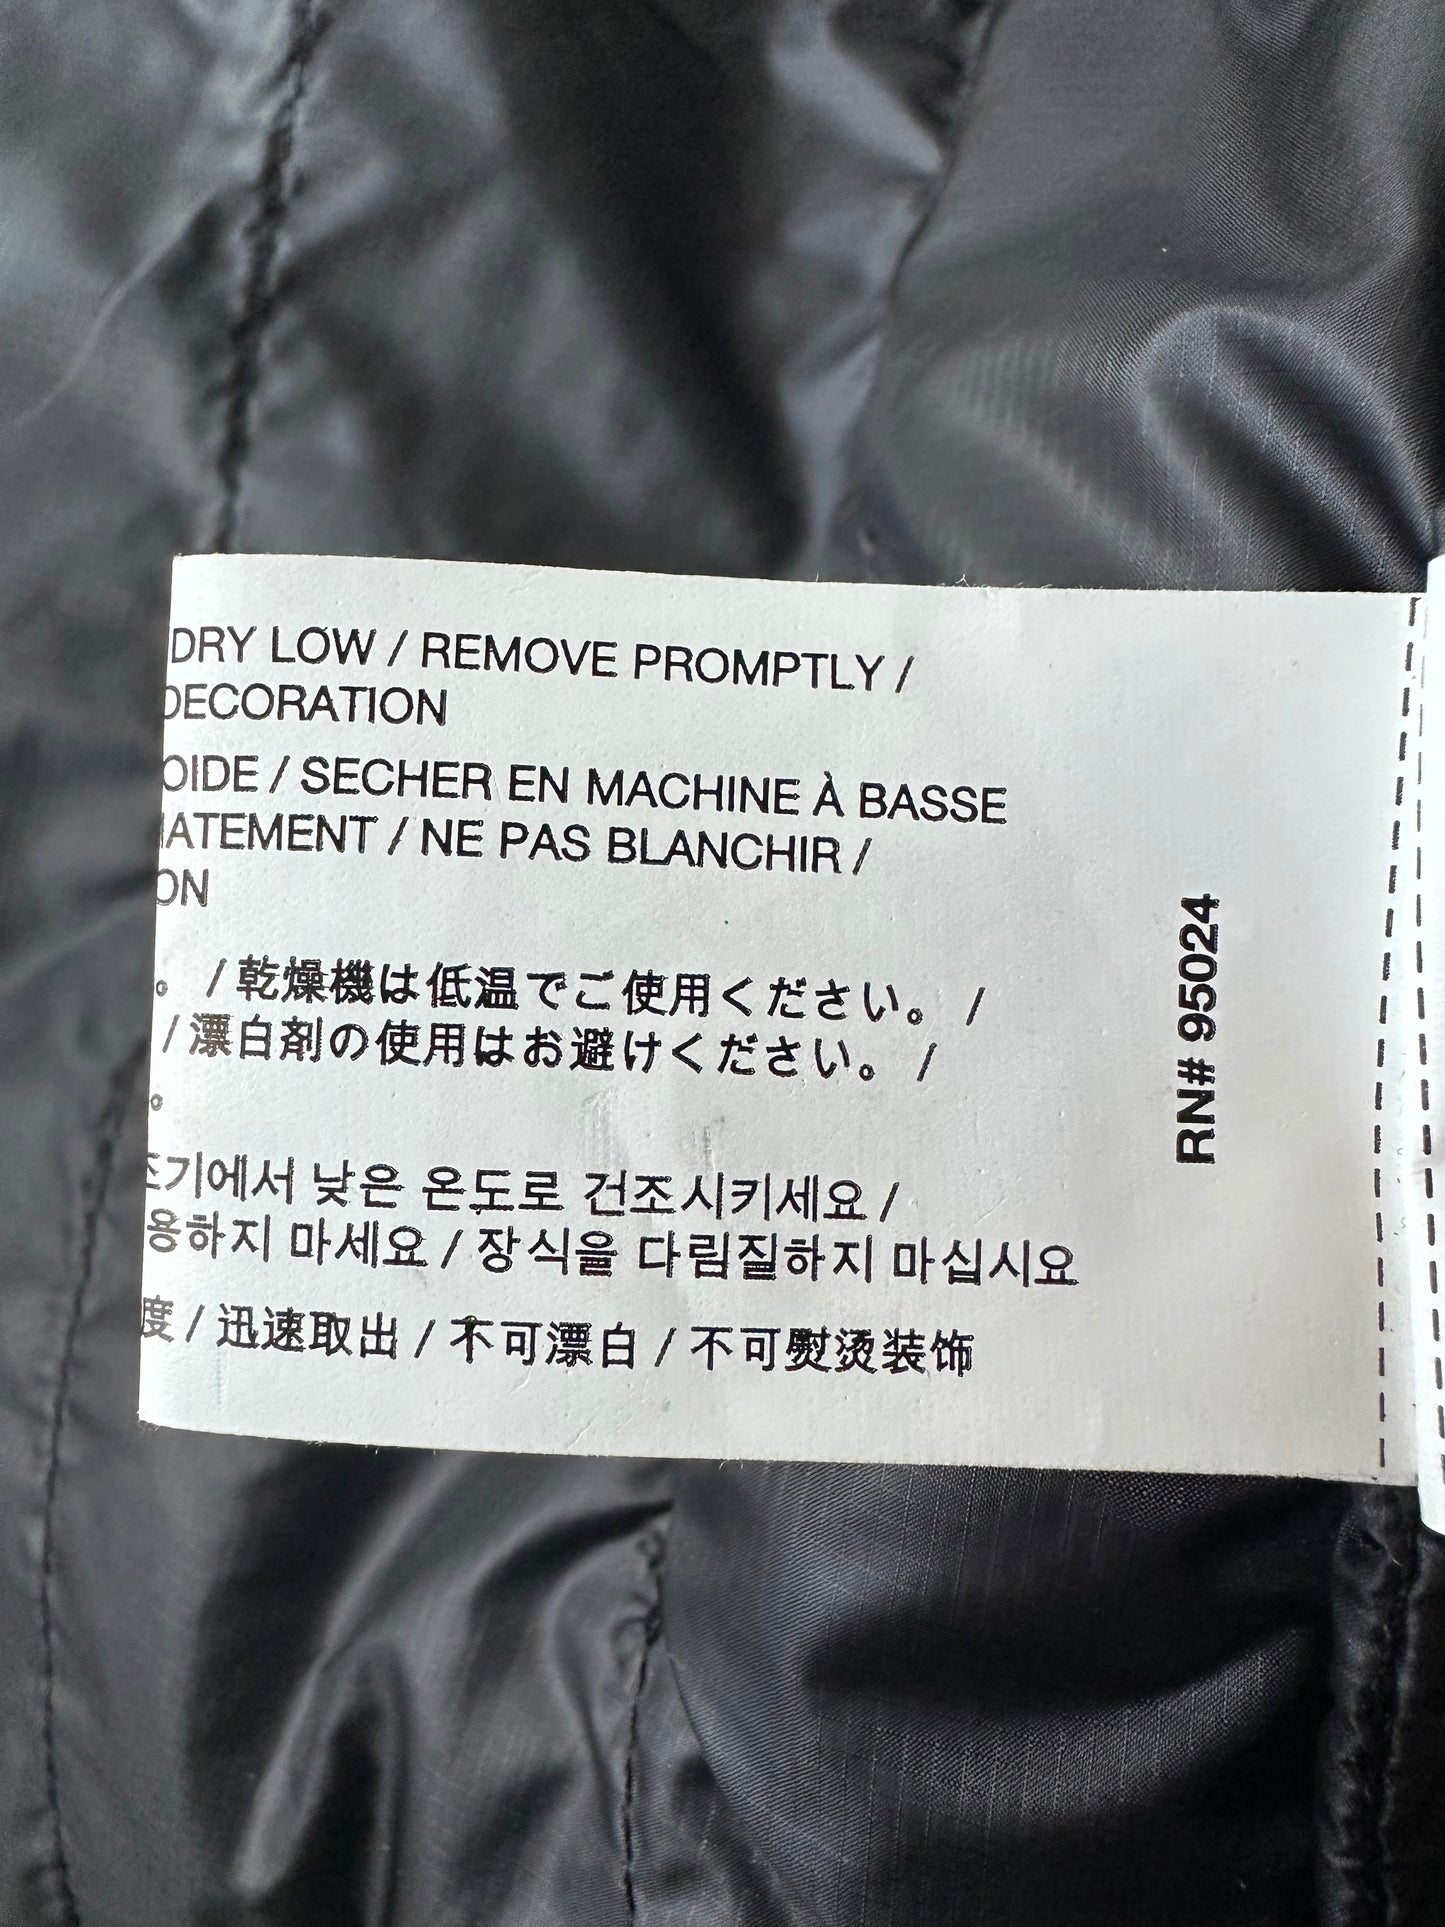 DRY LOW / REMOVE PROMPTLY /
DECORATION
OIDE / SECHER EN MACHINE À BASSE
IATEMENT / NE PAS BLANCHIR /
ON
。 / 乾燥機は低温でご使用ください。 /
/ 漂白剤の使用はお避けください。 /
。
조기에서 낮은 온도로 건조시키세요 /
용하지 마세요 / 장식을 다림질하지 마십시요
度 / 迅速取出 / 不可漂白 / 不可熨烫装饰
RN# 95024